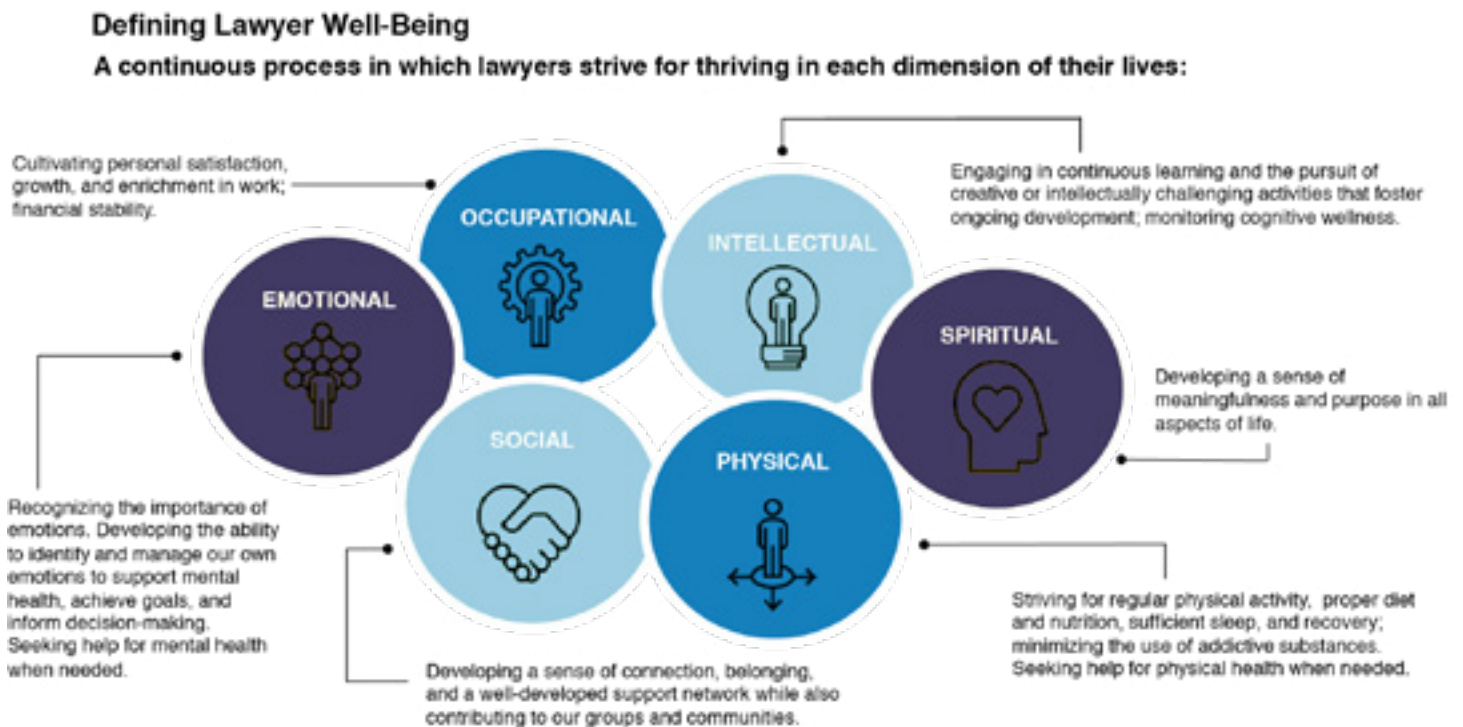 Defining Lawyer Well-Being
A continuous process in which lawyers strive for thriving in each dimension of their lives:
Cultivating personal satisfaction,
growth, and enrichment in work;
financial stability.
OCCUPATIONAL
INTELLECTUAL
Engaging in continuous learning and the pursuit of
creative or intellectually challenging activities that foster
ongoing development; monitoring cognitive wellness.
EMOTIONAL
Recognizing the importance of
emotions. Developing the ability
to identify and manage our own
emotions to support mental
health, achieve goals, and
inform decision-making.
Seeking help for mental health
when needed.
SPIRITUAL
Developing a sense of
meaningfulness and purpose in all
aspects of life.
SOCIAL
Developing a sense of connection, belonging,
and a well-developed support network while also
contributing to our groups and communities.
PHYSICAL
Striving for regular physical activity, proper diet
and nutrition, sufficient sleep, and recovery;
minimizing the use of addictive substances.
Seeking help for physical health when needed.